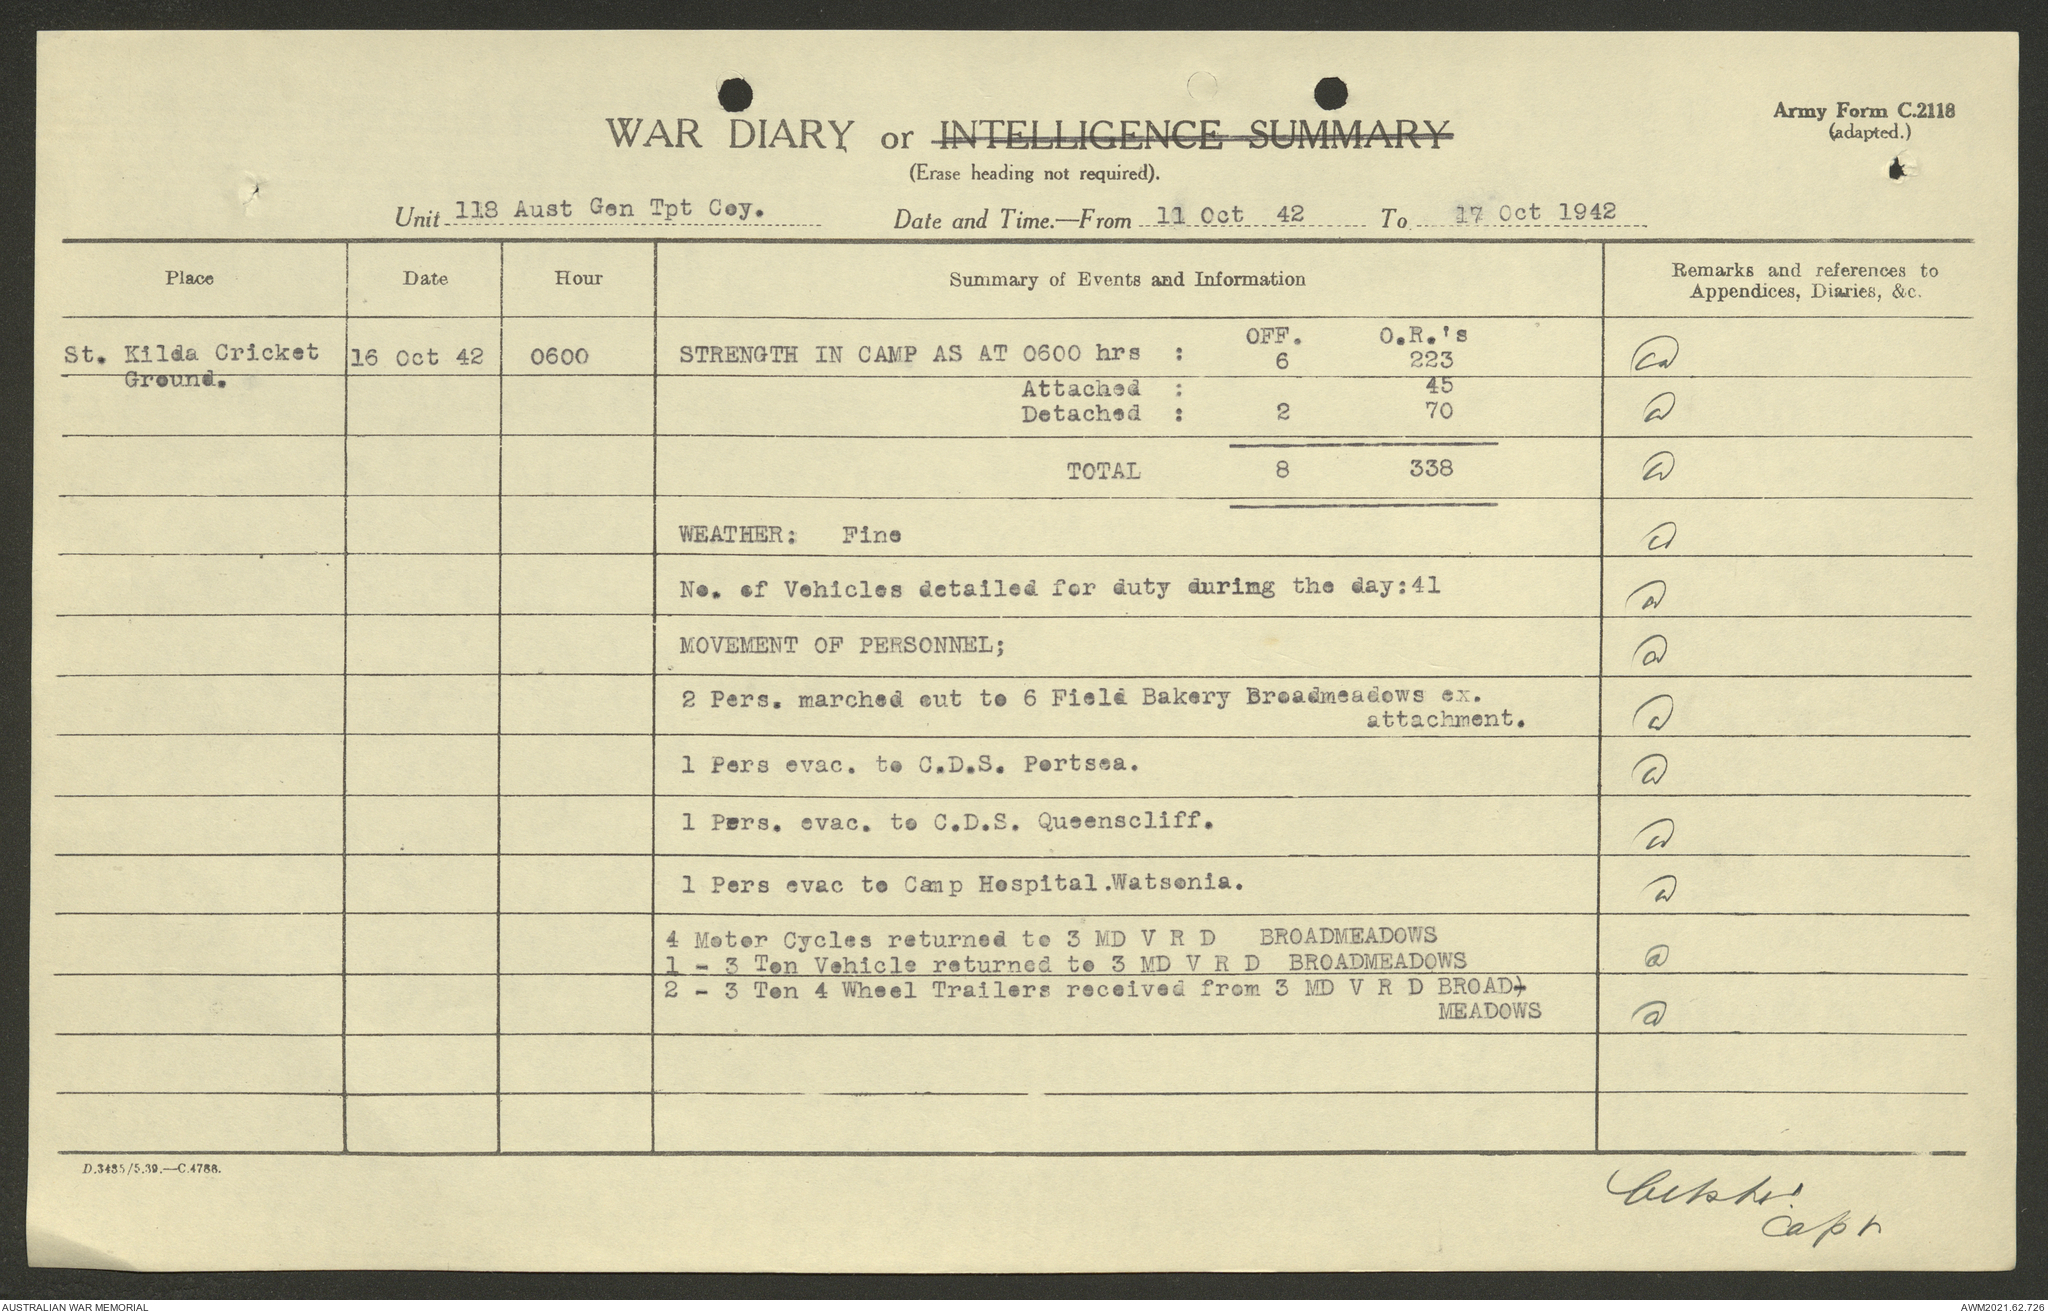 Army Form C.2118
(adapted.)
WAR DIARY or INTELLIGENCE SUMMARY
(Erase heading not required).
Unit 118 Aust Gen Tpt Coy. Date and Time.—From 11 Oct 42 To 17 Oct 1942
Place Date Hour Summary of Events and Information Remarks and references to
Appendices, Diaries, &c.
OFF. O.R.'s
St. Kilda Cricket 16 Oct 42 0600 STRENGTH IN CAMP AS AT 0600 hrs : 6 223
Ground.
Attached : 45
Detached : 2 70
TOTAL 8 338
WEATHER: Fine
No. of Vehicles detailed for duty during the day:41
MOVEMENT OF PERSONNEL;
2 Pers. marched out to 6 Field Bakery Broadmeadows ex.
attachment.
1 Pers evac. to C.D.S. Portsea.
1 Pers. evac. to C.D.S. Queenscliff.
1 Pers evac to Camp Hospital.Watsonia.
4 Motor Cycles returned to 3 MD V R D BROADMEADOWS
1 - 3 Ton Vehicle returned to 3 MD V R D BROADMEADOWS
2 - 3 Ton 4 Wheel Trailers received from 3 MD V R D BROAD-
MEADOWS
D.3485/5.39.—C.4788.
Capt
AUSTRALIAN WAR MEMORIAL
AWM2021.62.726